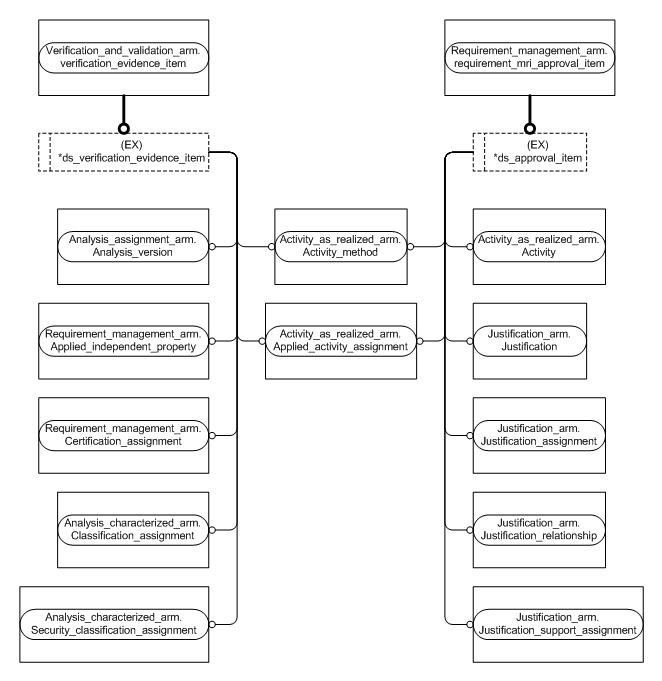 Verification_and_validation_arm.
verification_evidence_item
Requirement_management_arm.
requirement_mri_approval_item
(EX)
*ds_verification_evidence_item
(EX)
*ds_approval_item
Analysis_assignment_arm.
Analysis_version
Activity_as_realized_arm.
Activity_method
Activity_as_realized_arm.
Activity
Requirement_management_arm.
Applied_independent_property
Activity_as_realized_arm.
Applied_activity_assignment
Justification_arm.
Justification
Requirement_management_arm.
Certification_assignment
Justification_arm.
Justification_assignment
Analysis_characterized_arm.
Classification_assignment
Justification_arm.
Justification_relationship
Analysis_characterized_arm.
Security_classification_assignment
Justification_arm.
Justification_support_assignment